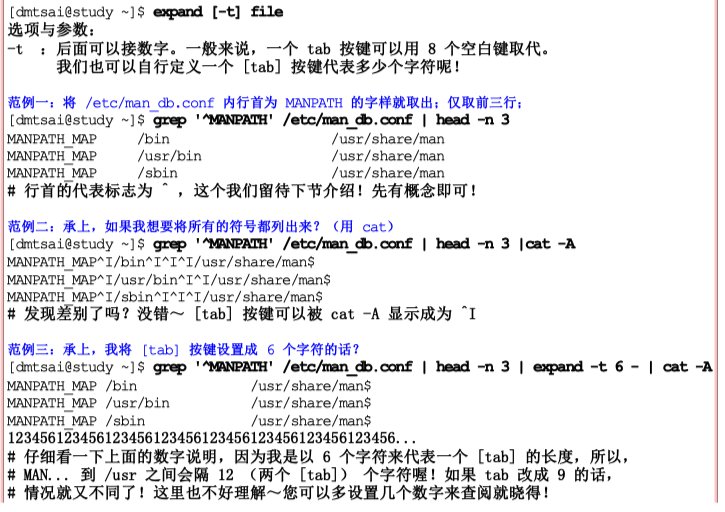 [dmtsai@study ~]$ expand [-t] file
选项与参数：
-t ：后面可以接数字。一般来说，一个 tab 按键可以用 8 个空白键取代。
我们也可以自行定义一个 [tab] 按键代表多少个字符呢！
范例一：将 /etc/man_db.conf 内行首为 MANPATH 的字样就取出；仅取前三行；
[dmtsai@study ~]$ grep '^MANPATH' /etc/man_db.conf | head -n 3
MANPATH_MAP     /bin                    /usr/share/man
MANPATH_MAP     /usr/bin                /usr/share/man
MANPATH_MAP     /sbin                   /usr/share/man
# 行首的代表标志为 ^ ，这个我们留待下节介绍！先有概念即可！
范例二：承上，如果我想要将所有的符号都列出来？（用 cat）
[dmtsai@study ~]$ grep '^MANPATH' /etc/man_db.conf | head -n 3 |cat -A
MANPATH_MAP^I/bin^I^I^I/usr/share/man$
MANPATH_MAP^I/usr/bin^I^I/usr/share/man$
MANPATH_MAP^I/sbin^I^I^I/usr/share/man$
# 发现差别了吗？没错～ [tab] 按键可以被 cat -A 显示成为 ^I
范例三：承上，我将 [tab] 按键设置成 6 个字符的话？
[dmtsai@study ~]$ grep '^MANPATH' /etc/man_db.conf | head -n 3 | expand -t 6 - | cat -A
MANPATH_MAP /bin              /usr/share/man$
MANPATH_MAP /usr/bin          /usr/share/man$
MANPATH_MAP /sbin             /usr/share/man$
123456123456123456123456123456123456123456123456...
# 仔细看一下上面的数字说明，因为我是以 6 个字符来代表一个 [tab] 的长度，所以，
# MAN... 到 /usr 之间会隔 12 （两个 [tab]） 个字符喔！如果 tab 改成 9 的话，
# 情况就又不同了！这里也不好理解～您可以多设置几个数字来查阅就晓得！